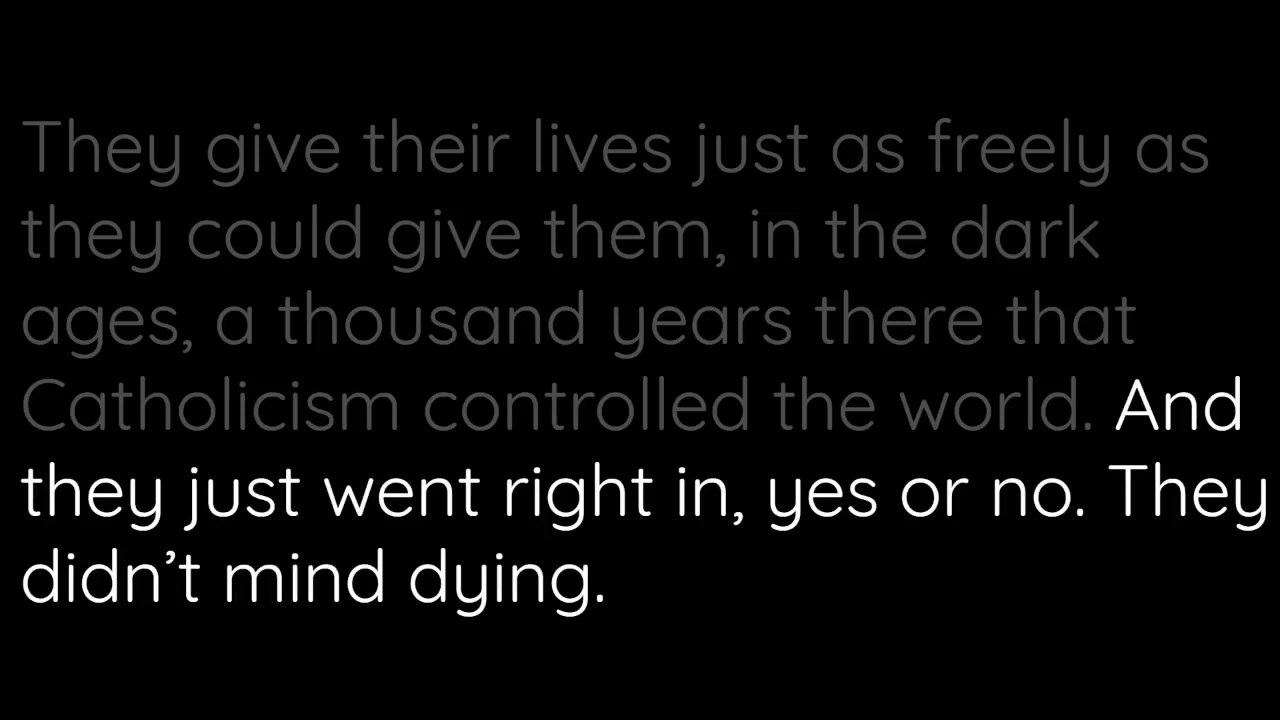 They give their lives just as freely as
they could give them, in the dark
ages, a thousand years there that
Catholicism controlled the world. And
they just went right in, yes or no. They
didn’t mind dying.